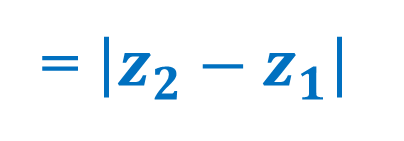 = |z₂ − z₁|